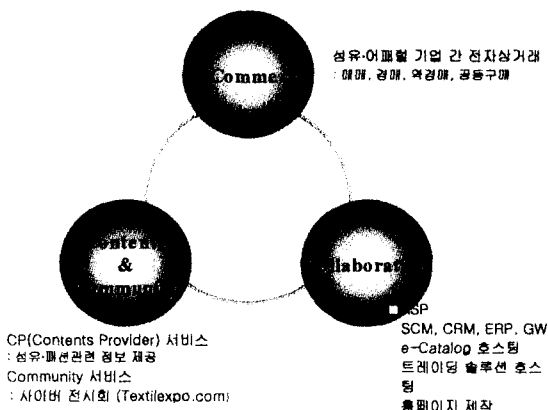 Comme
섬유·어패럴 기업 간 전자상거래
: 매매, 경매, 역경매, 공동구매
ontent
&
mmun
laborat
SP
SCM, CRM, ERP, GW
e-Catalog 호스팅
트레이딩 솔루션 호스
팅
홈페이지 제작
CP(Contents Provider) 서비스
: 섬유·패션관련 정보 제공
Community 서비스
: 사이버 전시회 (Textilexpo.com)